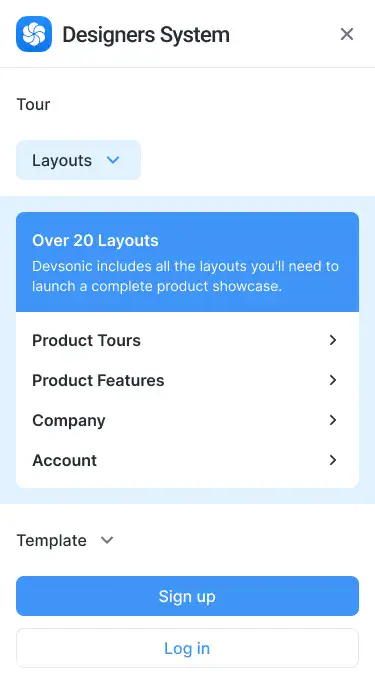 Designers System
Tour
Layouts
Over 20 Layouts
Devsonic includes all the layouts you'll need to
launch a complete product showcase.
Product Tours
Product Features
Company
Account
Template
Sign up
Log in